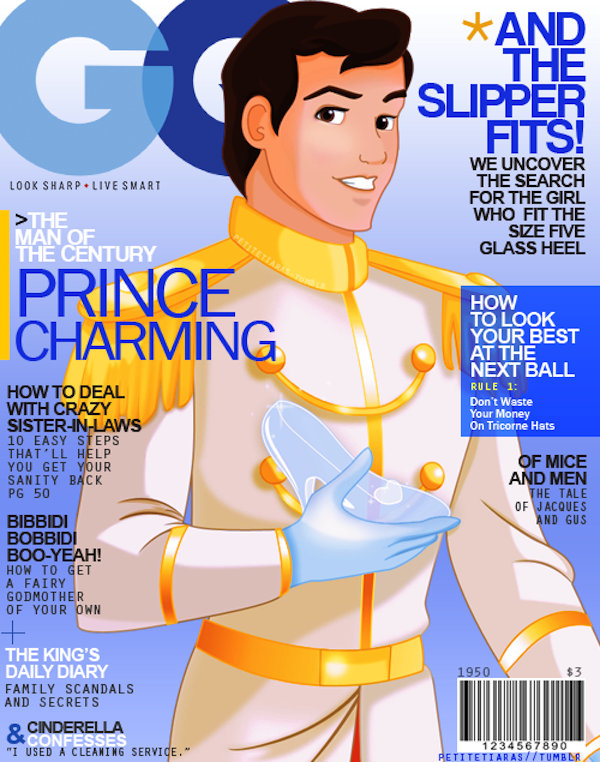 GQ
LOOK SHARP • LIVE SMART
*AND
THE
SLIPPER
FITS!
WE UNCOVER
THE SEARCH
FOR THE GIRL
WHO FIT THE
SIZE FIVE
GLASS HEEL
>THE
MAN OF
THE CENTURY
PRINCE
CHARMING
PETITETIARAS//TUMBLR
HOW
TO LOOK
YOUR BEST
AT THE
NEXT BALL
RULE 1:
Don't Waste
Your Money
On Tricorne Hats
HOW TO DEAL
WITH CRAZY
SISTER-IN-LAWS
10 EASY STEPS
THAT'LL HELP
YOU GET YOUR
SANITY BACK
PG 50
OF MICE
AND MEN
THE TALE
OF JACQUES
AND GUS
BIBBIDI
BOBBIDI
BOO-YEAH!
HOW TO GET
A FAIRY
GODMOTHER
OF YOUR OWN
THE KING'S
DAILY DIARY
FAMILY SCANDALS
AND SECRETS
& CINDERELLA
CONFESSES
"I USED A CLEANING SERVICE."
1950 $3
1234567890
PETITETIARAS//TUMBLR